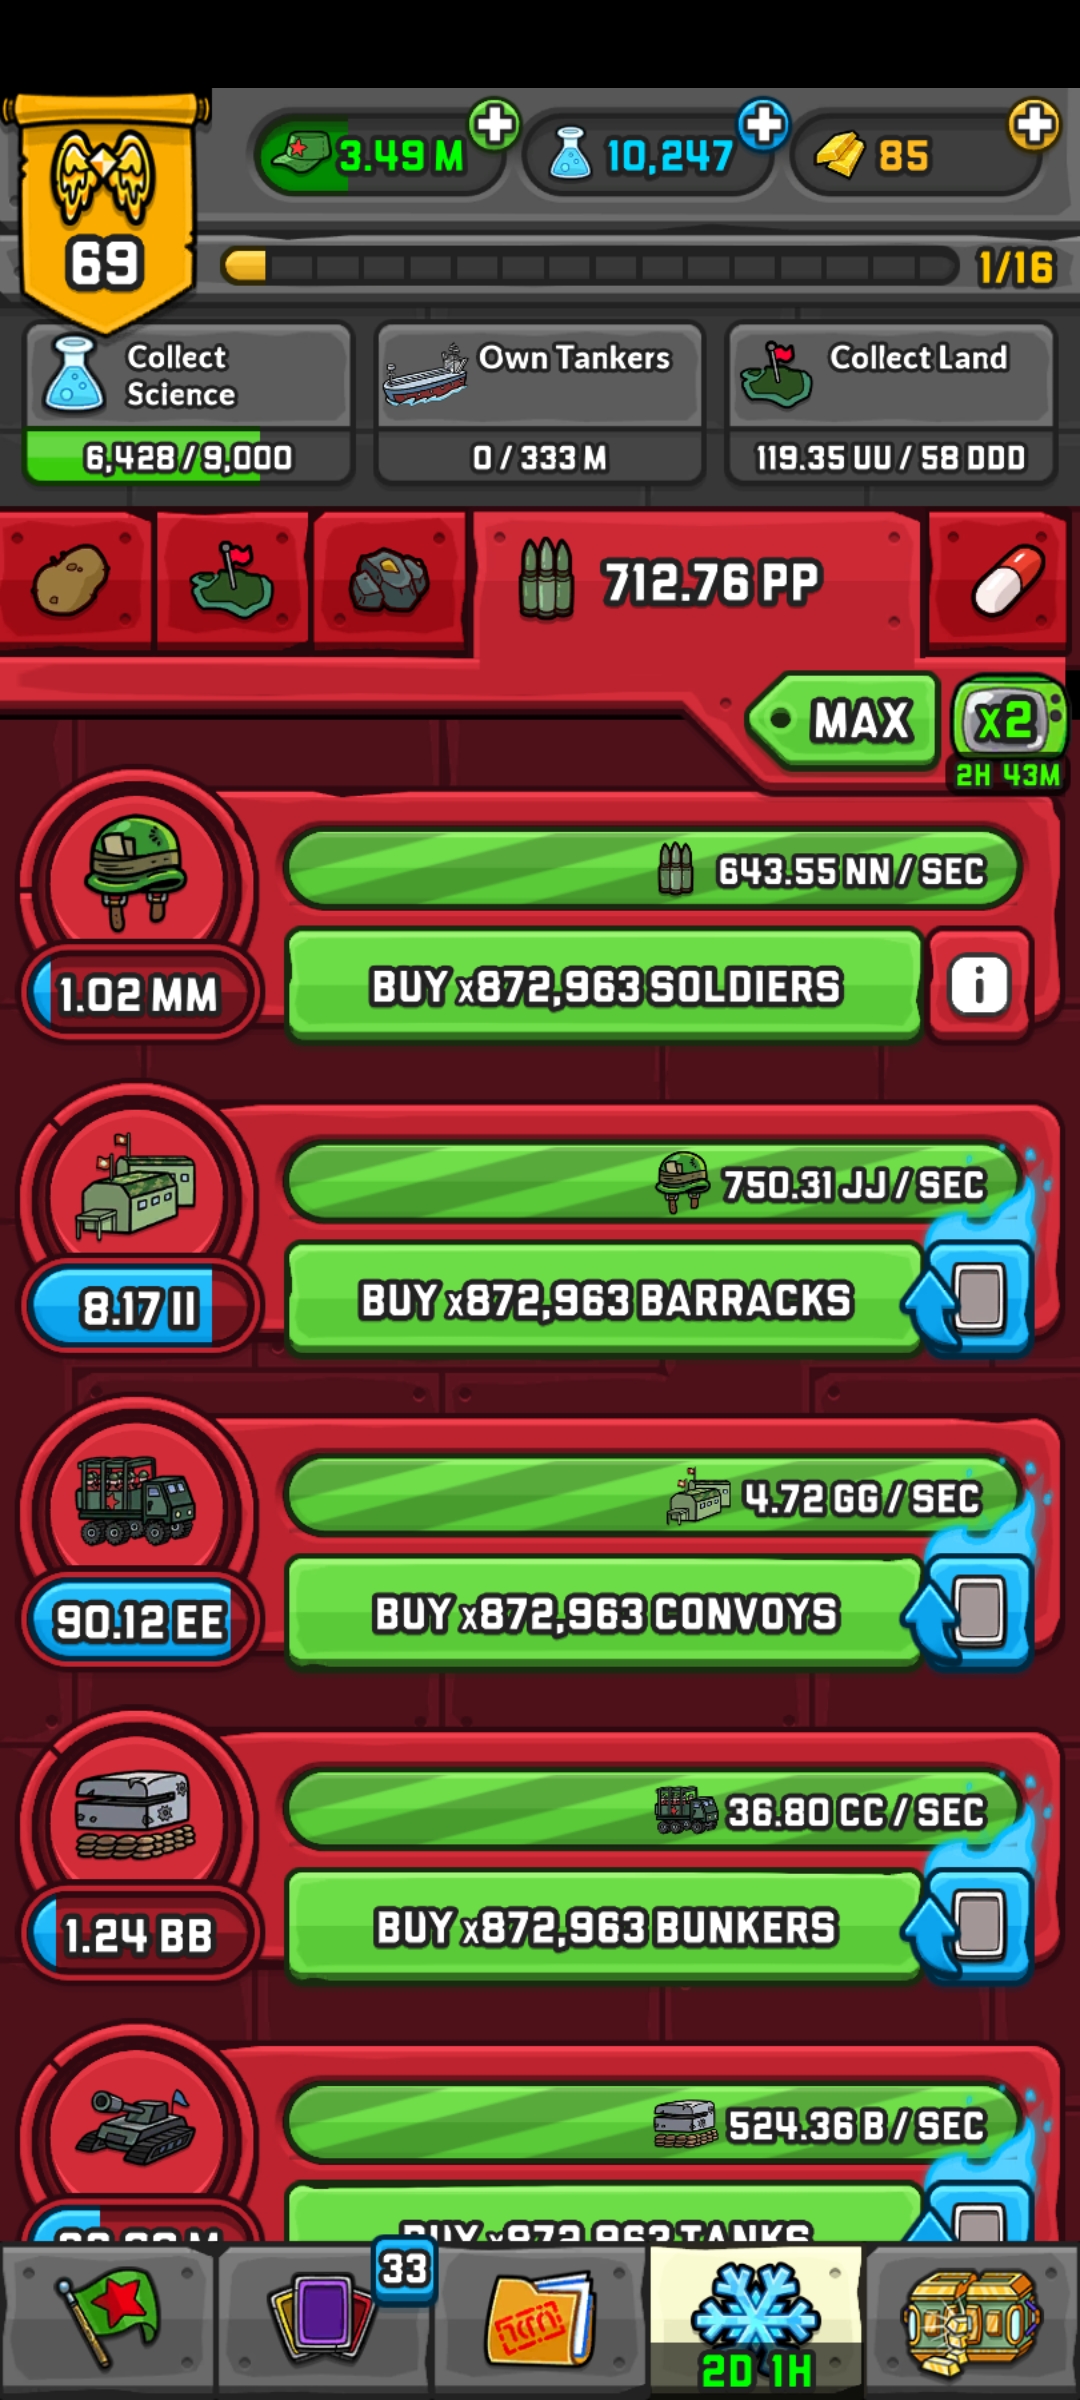 3.49 M
10,247
85
69
1/16
Collect
Science
6,428/9,000
Own Tankers
0/333 M
Collect Land
119.35 UU/58 DDD
712.76 PP
MAX
x2
2H 43M
643.55 NN/SEC
1.02 MM
BUY x872,963 SOLDIERS
i
750.31 JJ/SEC
8.17 II
BUY x872,963 BARRACKS
4.72 GG/SEC
90.12 EE
BUY x872,963 CONVOYS
36.80 CC/SEC
1.24 BB
BUY x872,963 BUNKERS
524.36 B/SEC
BUY x872,963 TANKS
33
2D 1H